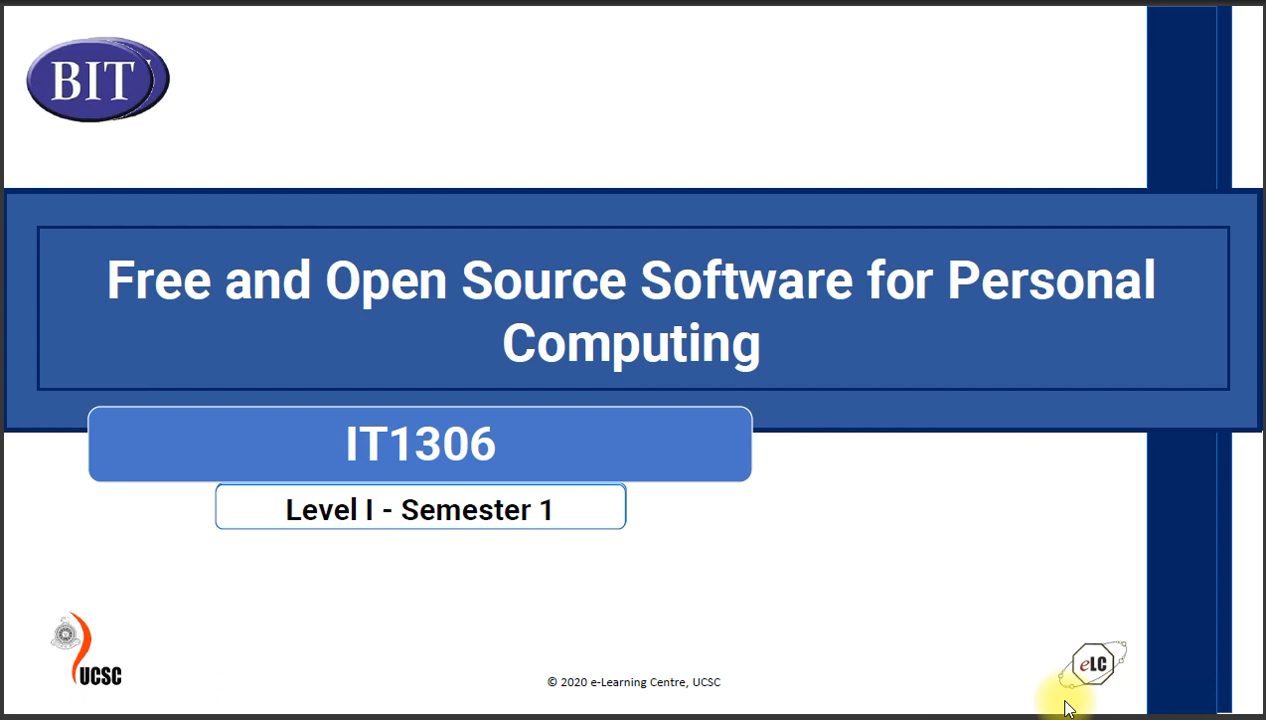 BIT
Free and Open Source Software for Personal
Computing
IT1306
Level I - Semester 1
UCSC
© 2020 e-Learning Centre, UCSC
eLC